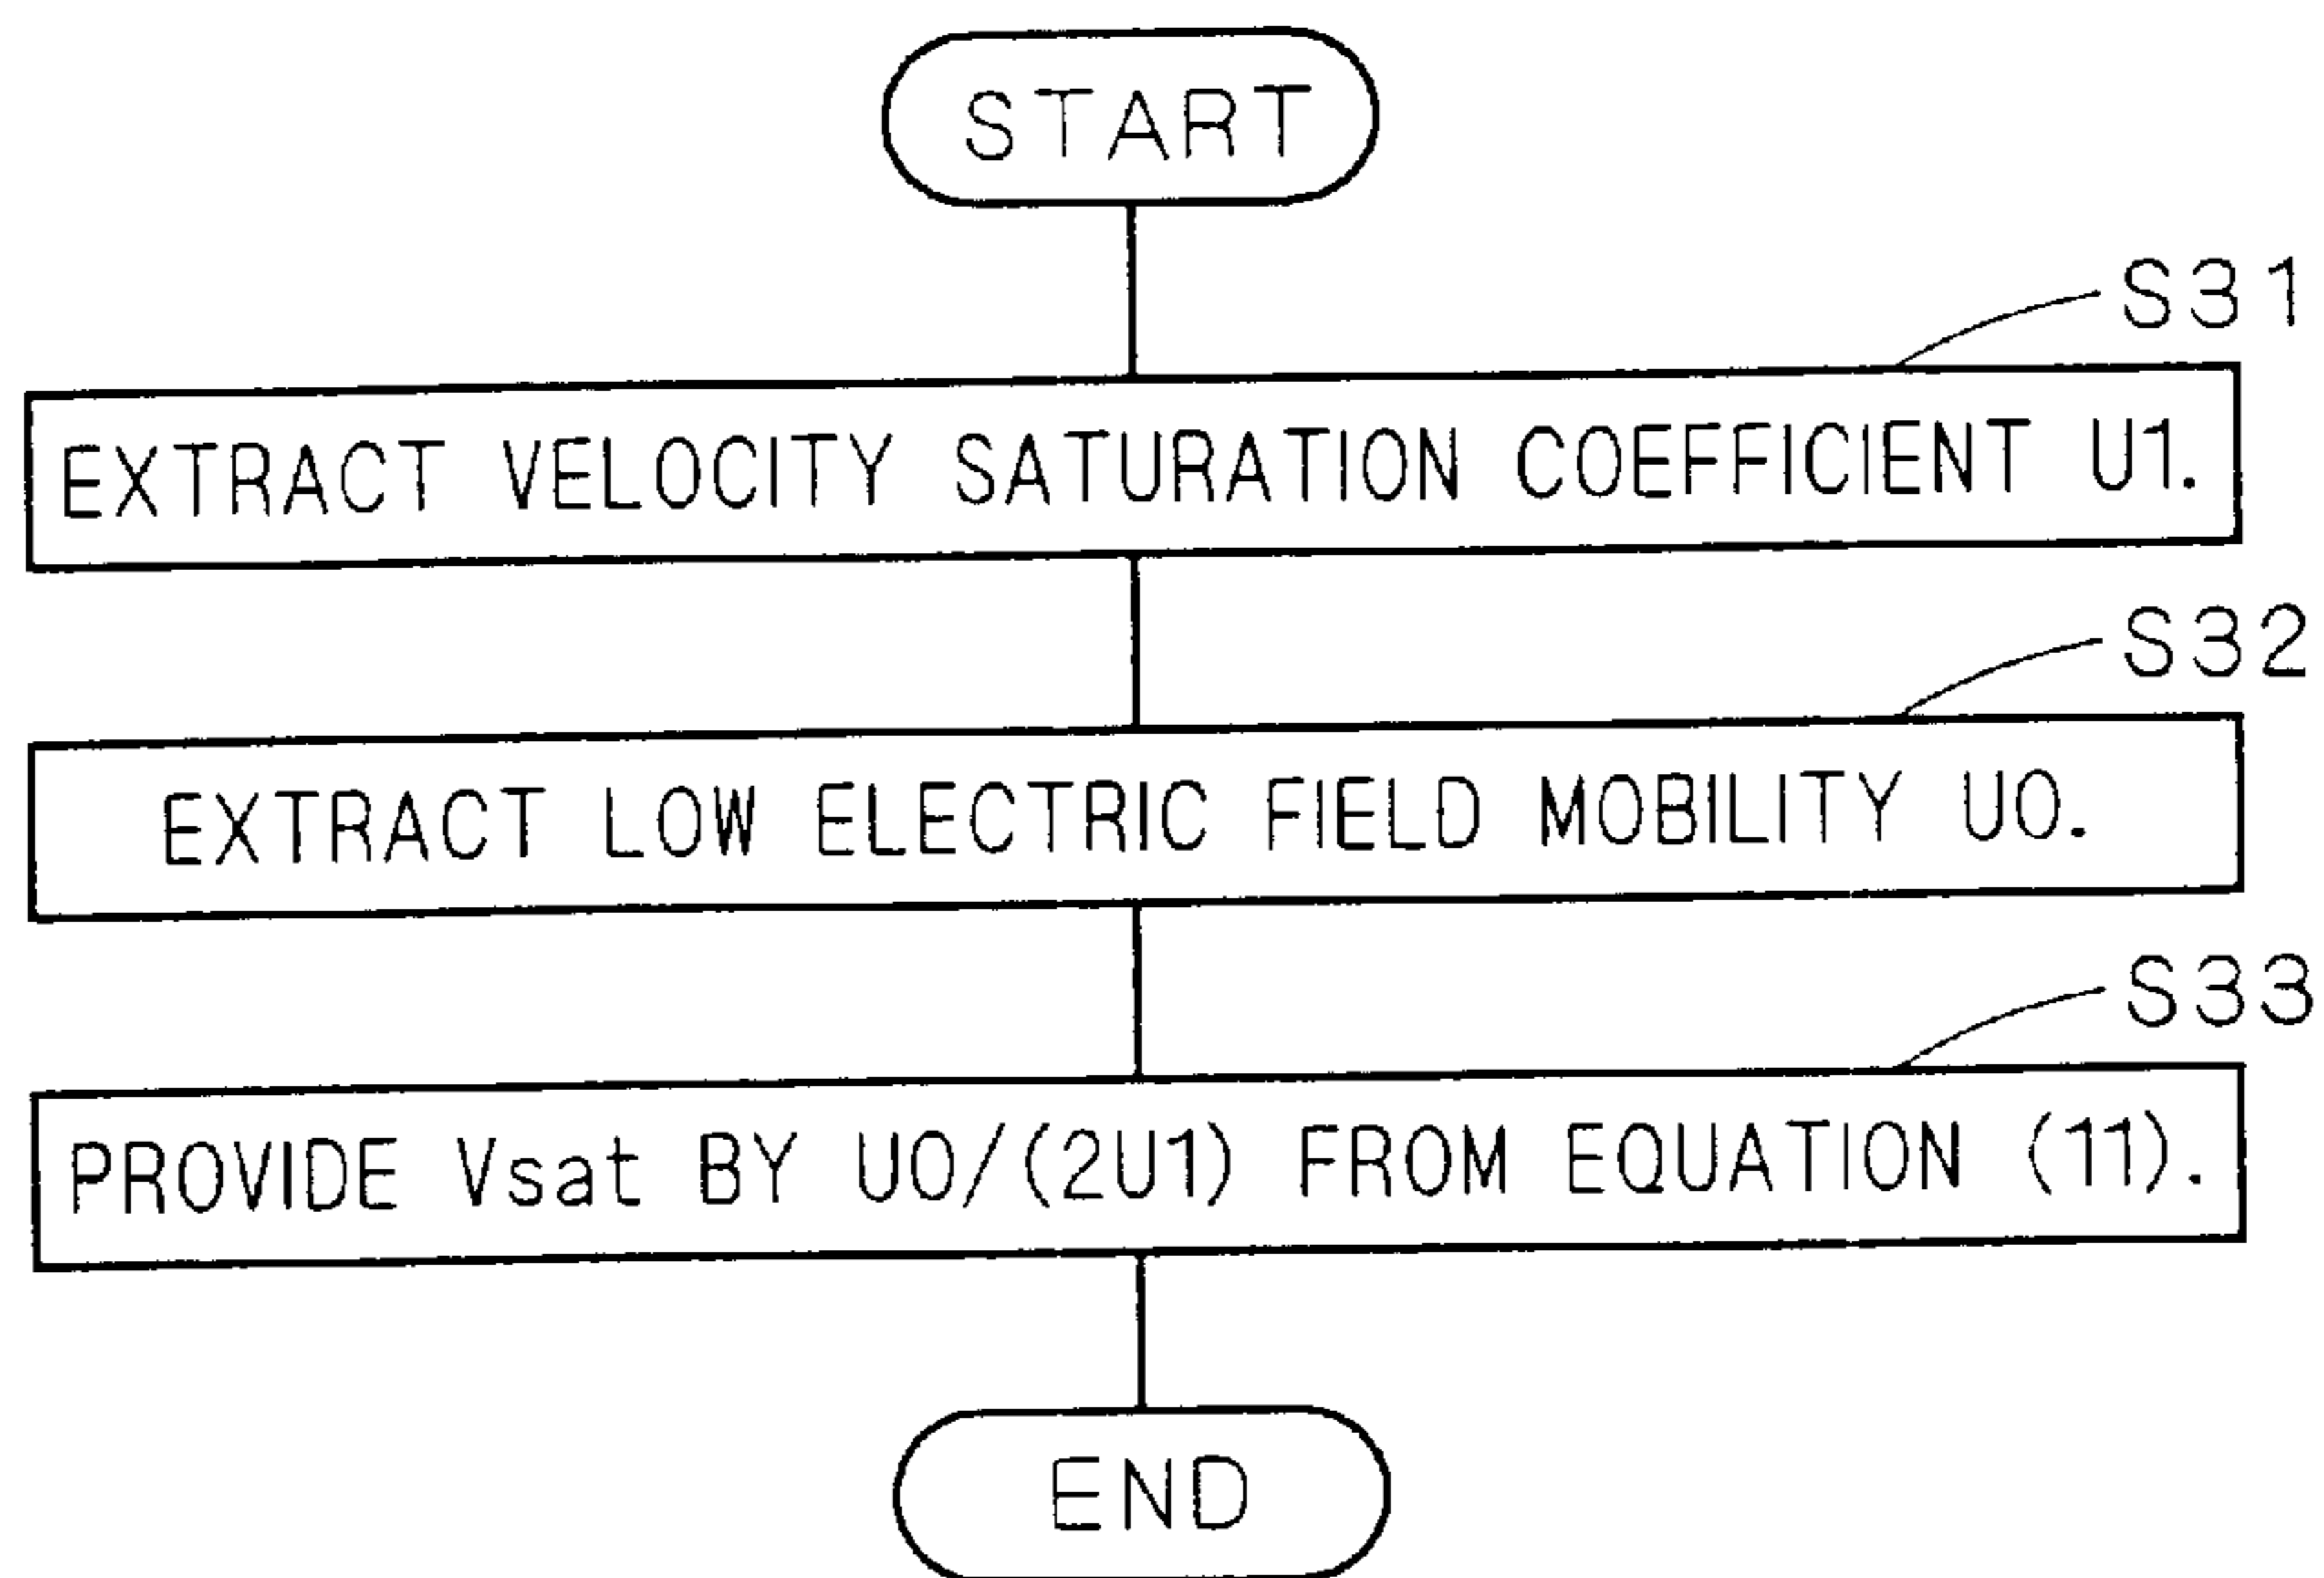 START
S31
EXTRACT VELOCITY SATURATION COEFFICIENT U1.
S32
EXTRACT LOW ELECTRIC FIELD MOBILITY U0.
S33
PROVIDE Vsat BY U0/(2U1) FROM EQUATION (11).
END